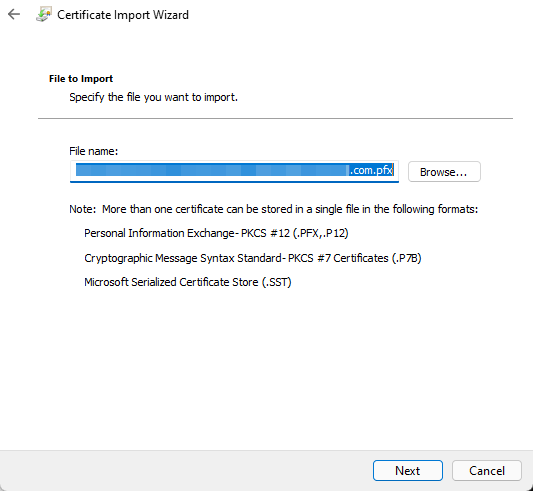 Certificate Import Wizard
File to Import
Specify the file you want to import.
File name:
.com.pfx
Browse...
Note: More than one certificate can be stored in a single file in the following formats:
Personal Information Exchange- PKCS #12 (.PFX,.P12)
Cryptographic Message Syntax Standard- PKCS #7 Certificates (.P7B)
Microsoft Serialized Certificate Store (.SST)
Next
Cancel